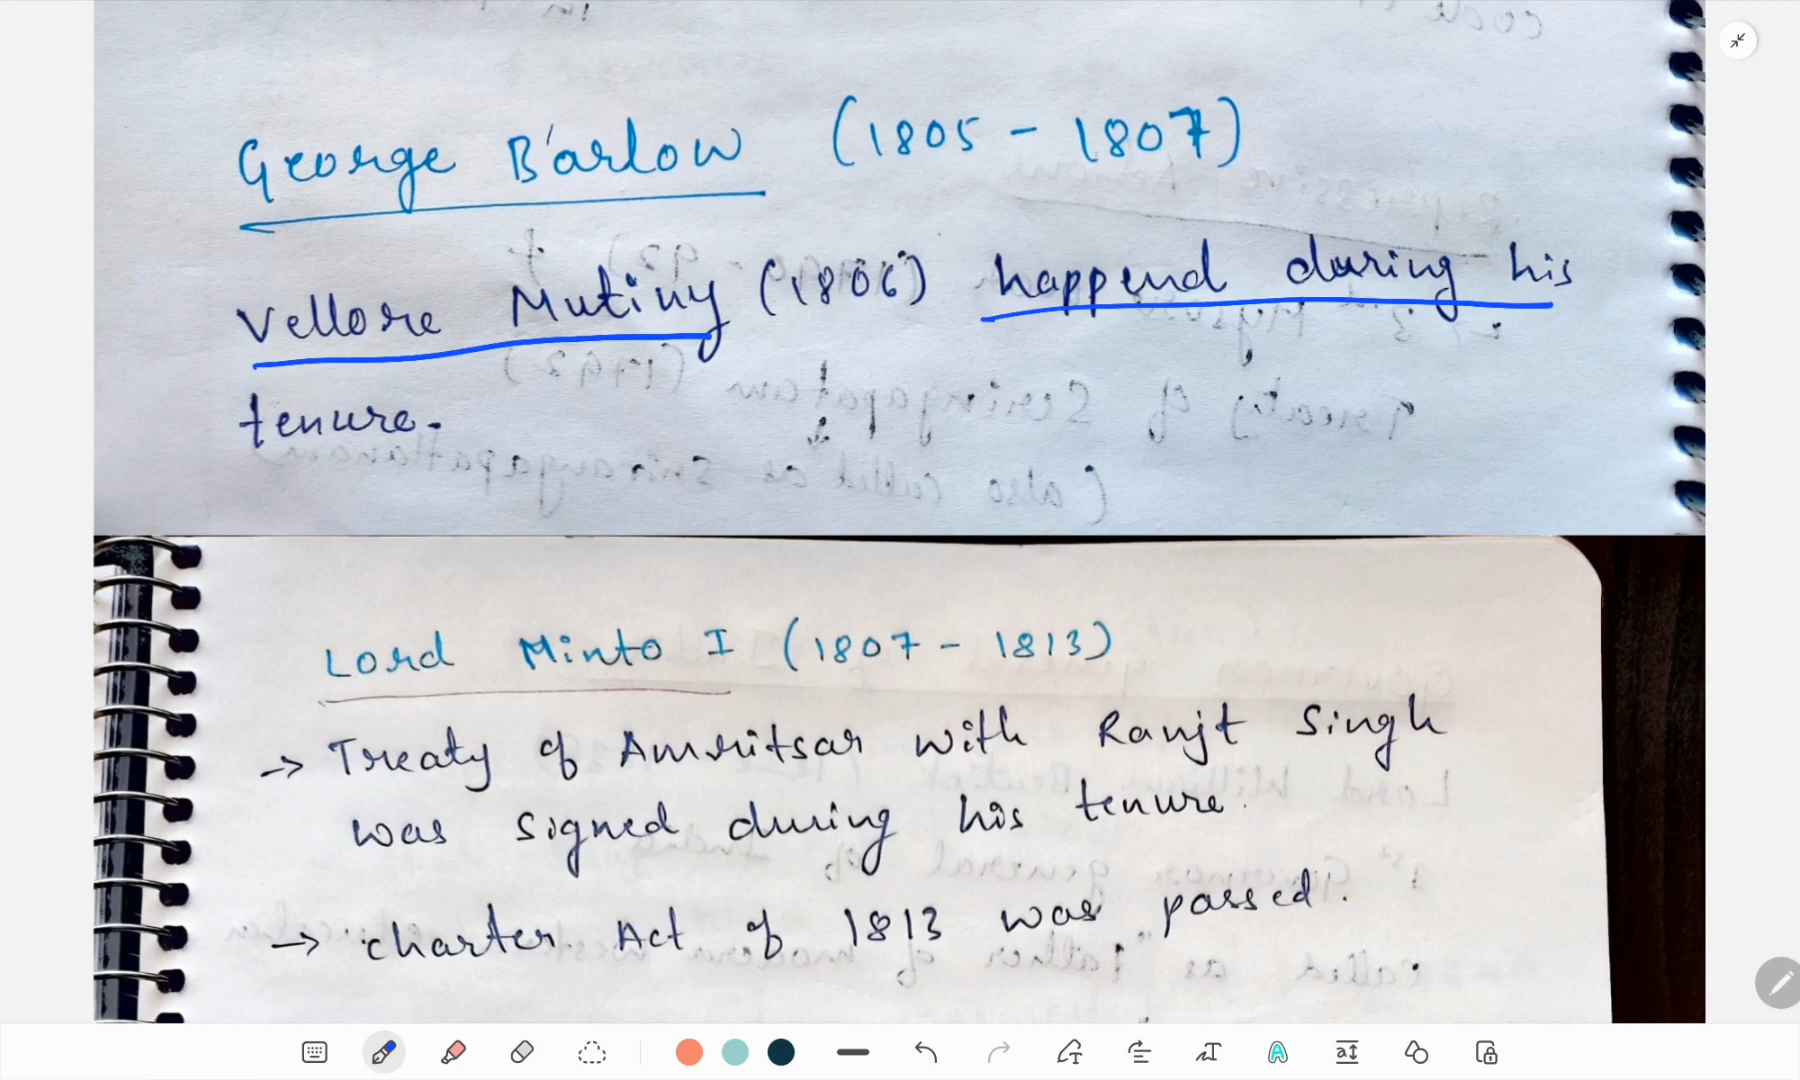 George Barlow (1805 - 1807)
Vellore Mutiny (1806) happend during his
tenure.
Lord Minto I (1807 - 1813)
→ Treaty of Amritsar with Ranjt Singh
was signed during his tenure.
→ charter Act of 1813 was passed.